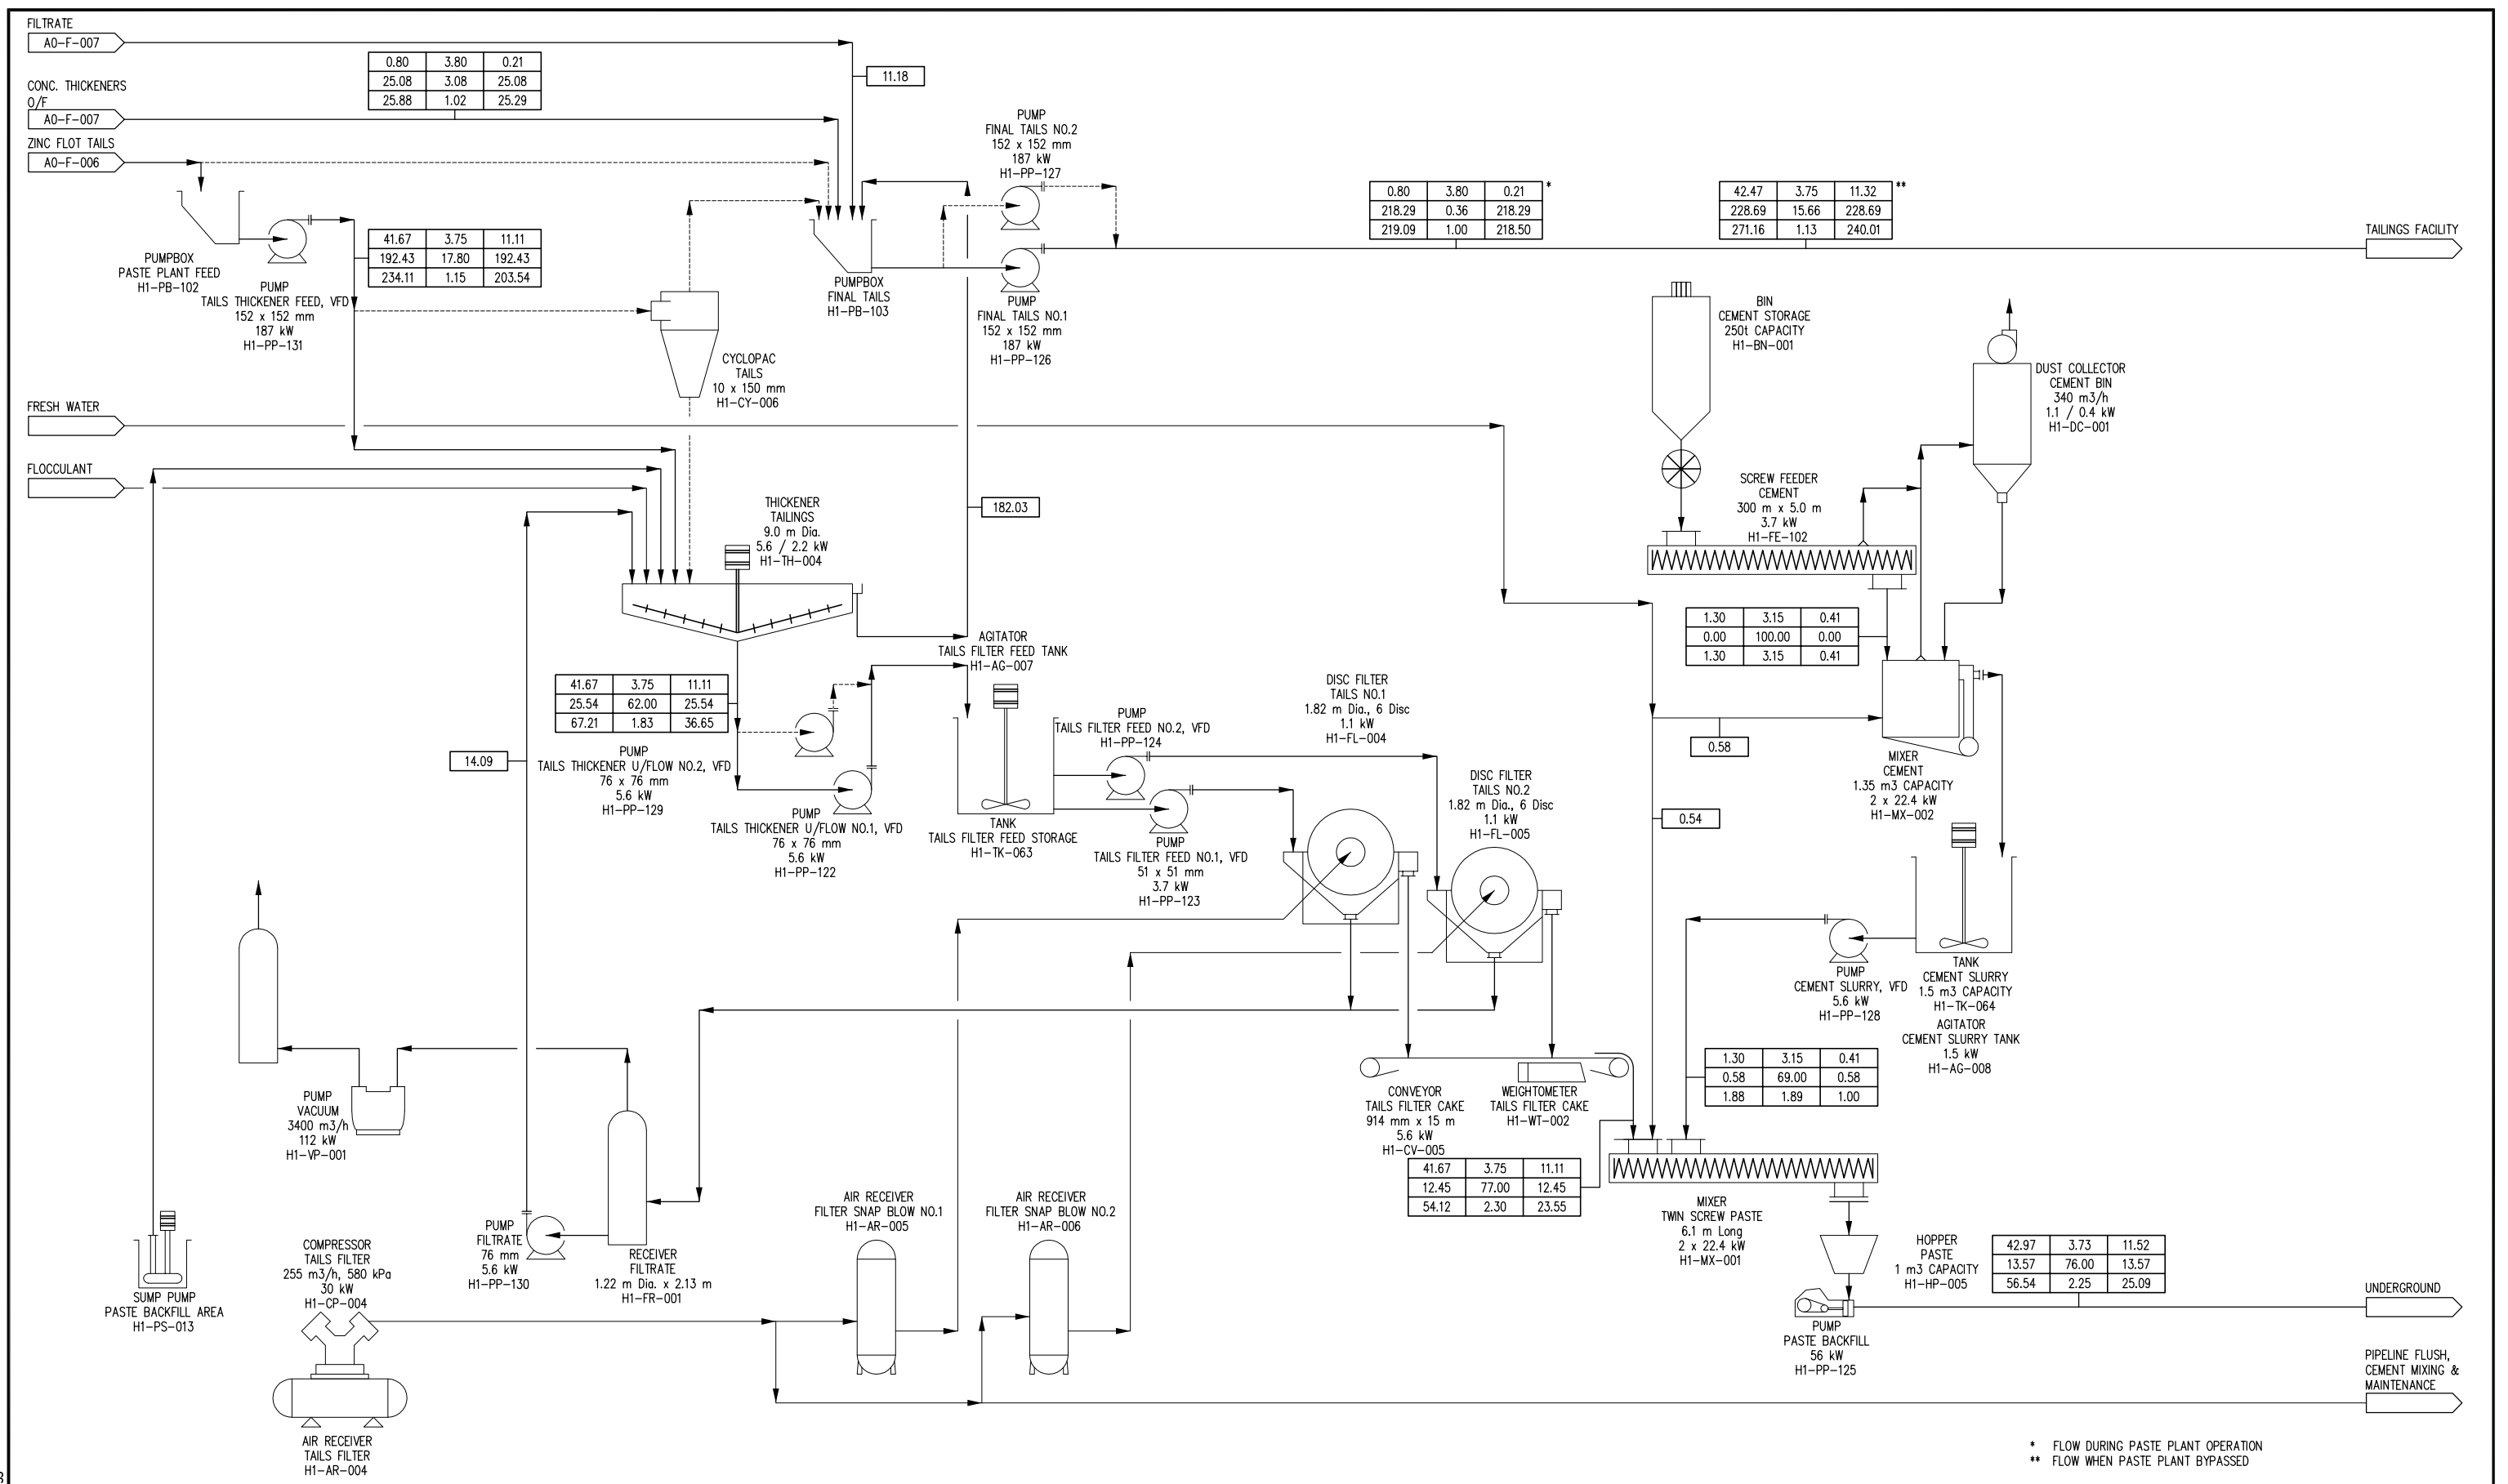 FILTRATE
A0-F-007
0.80 3.80 0.21
25.08 3.08 25.08
25.88 1.02 25.29
11.18
CONC. THICKENERS
O/F
A0-F-007
ZINC FLOT TAILS
A0-F-006
PUMPBOX
PASTE PLANT FEED
H1-PB-102
PUMP
TAILS THICKENER FEED, VFD
152 x 152 mm
187 kW
H1-PP-131
41.67 3.75 11.11
192.43 17.80 192.43
234.11 1.15 203.54
CYCLOPAC
TAILS
10 x 150 mm
H1-CY-006
PUMPBOX
FINAL TAILS
H1-PB-103
PUMP
FINAL TAILS NO.2
152 x 152 mm
187 kW
H1-PP-127
PUMP
FINAL TAILS NO.1
152 x 152 mm
187 kW
H1-PP-126
0.80 3.80 0.21 *
218.29 0.36 218.29
219.09 1.00 218.50
42.47 3.75 11.32 **
228.69 15.66 228.69
271.16 1.13 240.01
TAILINGS FACILITY
BIN
CEMENT STORAGE
250t CAPACITY
H1-BN-001
DUST COLLECTOR
CEMENT BIN
340 m3/h
1.1 / 0.4 kW
H1-DC-001
FRESH WATER
FLOCCULANT
THICKENER
TAILINGS
9.0 m Dia.
5.6 / 2.2 kW
H1-TH-004
182.03
SCREW FEEDER
CEMENT
300 m x 5.0 m
3.7 kW
H1-FE-102
1.30 3.15 0.41
0.00 100.00 0.00
1.30 3.15 0.41
AGITATOR
TAILS FILTER FEED TANK
H1-AG-007
41.67 3.75 11.11
25.54 62.00 25.54
67.21 1.83 36.65
14.09
PUMP
TAILS THICKENER U/FLOW NO.2, VFD
76 x 76 mm
5.6 kW
H1-PP-129
PUMP
TAILS THICKENER U/FLOW NO.1, VFD
76 x 76 mm
5.6 kW
H1-PP-122
TANK
TAILS FILTER FEED STORAGE
H1-TK-063
PUMP
TAILS FILTER FEED NO.2, VFD
H1-PP-124
PUMP
TAILS FILTER FEED NO.1, VFD
51 x 51 mm
3.7 kW
H1-PP-123
DISC FILTER
TAILS NO.1
1.82 m Dia., 6 Disc
1.1 kW
H1-FL-004
DISC FILTER
TAILS NO.2
1.82 m Dia., 6 Disc
1.1 kW
H1-FL-005
0.58
0.54
MIXER
CEMENT
1.35 m3 CAPACITY
2 x 22.4 kW
H1-MX-002
PUMP
CEMENT SLURRY, VFD
5.6 kW
H1-PP-128
TANK
CEMENT SLURRY
1.5 m3 CAPACITY
H1-TK-064
AGITATOR
CEMENT SLURRY TANK
1.5 kW
H1-AG-008
1.30 3.15 0.41
0.58 69.00 0.58
1.88 1.89 1.00
PUMP
VACUUM
3400 m3/h
112 kW
H1-VP-001
CONVEYOR
TAILS FILTER CAKE
914 mm x 15 m
5.6 kW
H1-CV-005
WEIGHTOMETER
TAILS FILTER CAKE
H1-WT-002
41.67 3.75 11.11
12.45 77.00 12.45
54.12 2.30 23.55
SUMP PUMP
PASTE BACKFILL AREA
H1-PS-013
COMPRESSOR
TAILS FILTER
255 m3/h, 580 kPa
30 kW
H1-CP-004
PUMP
FILTRATE
76 mm
5.6 kW
H1-PP-130
RECEIVER
FILTRATE
1.22 m Dia. x 2.13 m
H1-FR-001
AIR RECEIVER
FILTER SNAP BLOW NO.1
H1-AR-005
AIR RECEIVER
FILTER SNAP BLOW NO.2
H1-AR-006
MIXER
TWIN SCREW PASTE
6.1 m Long
2 x 22.4 kW
H1-MX-001
HOPPER
PASTE
1 m3 CAPACITY
H1-HP-005
42.97 3.73 11.52
13.57 76.00 13.57
56.54 2.25 25.09
UNDERGROUND
PUMP
PASTE BACKFILL
56 kW
H1-PP-125
PIPELINE FLUSH,
CEMENT MIXING &
MAINTENANCE
AIR RECEIVER
TAILS FILTER
H1-AR-004
* FLOW DURING PASTE PLANT OPERATION
** FLOW WHEN PASTE PLANT BYPASSED